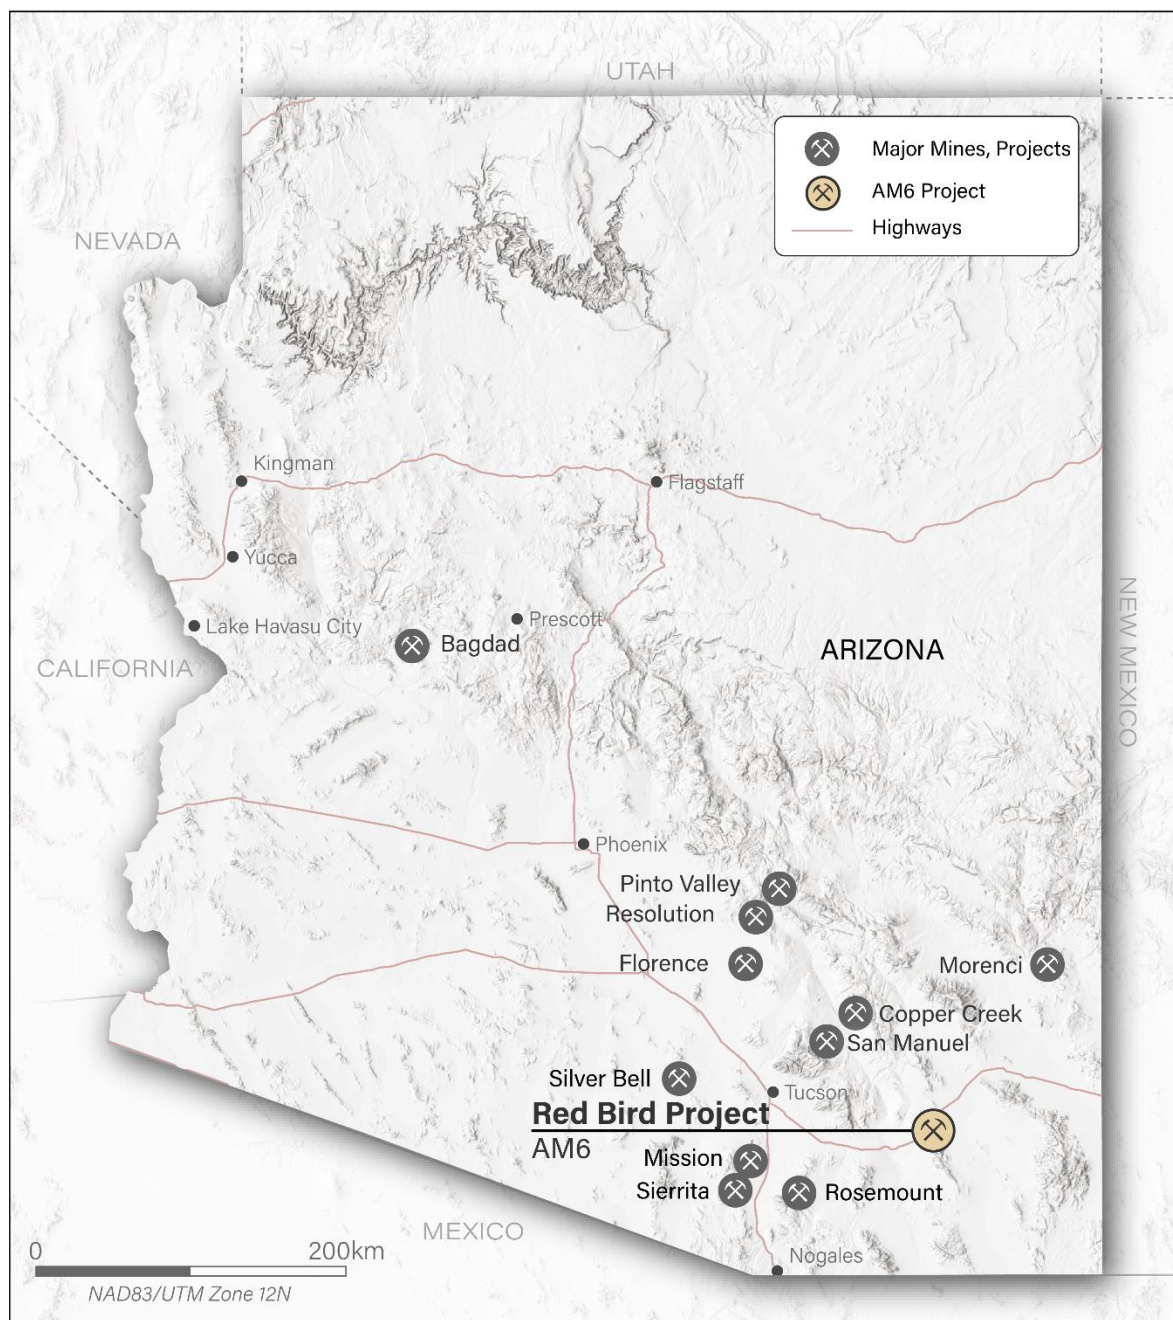 UTAH
Major Mines, Projects
AM6 Project
Highways
NEVADA
Kingman
Flagstaff
Yucca
Lake Havasu City
Prescott
Bagdad
ARIZONA
CALIFORNIA
NEW MEXICO
Phoenix
Pinto Valley
Resolution
Florence
Morenci
Copper Creek
San Manuel
Silver Bell
Tucson
Red Bird Project
AM6
Mission
Sierrita
Rosemount
MEXICO
Nogales
0 200km
NAD83/UTM Zone 12N